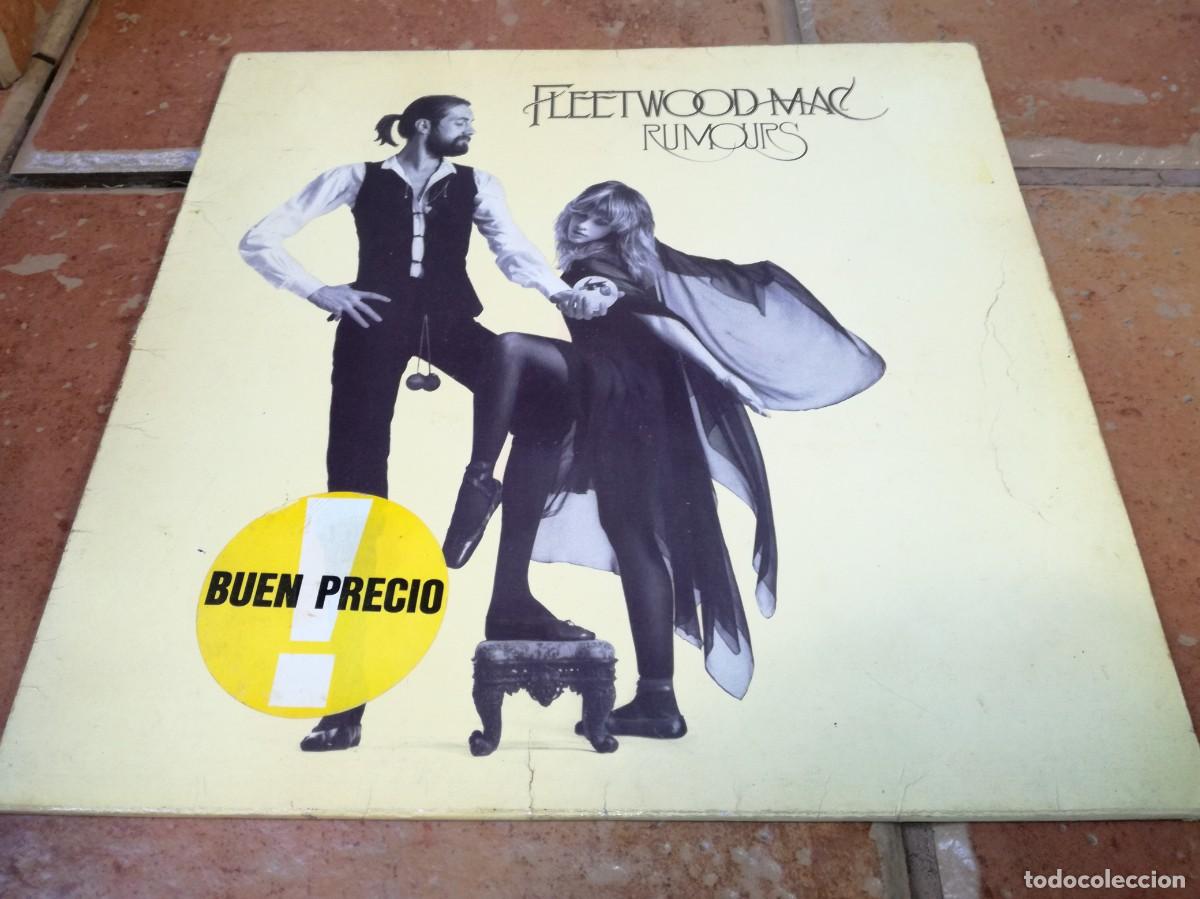 FLEETWOOD MAC
RUMOURS
BUEN PRECIO
todocoleccion